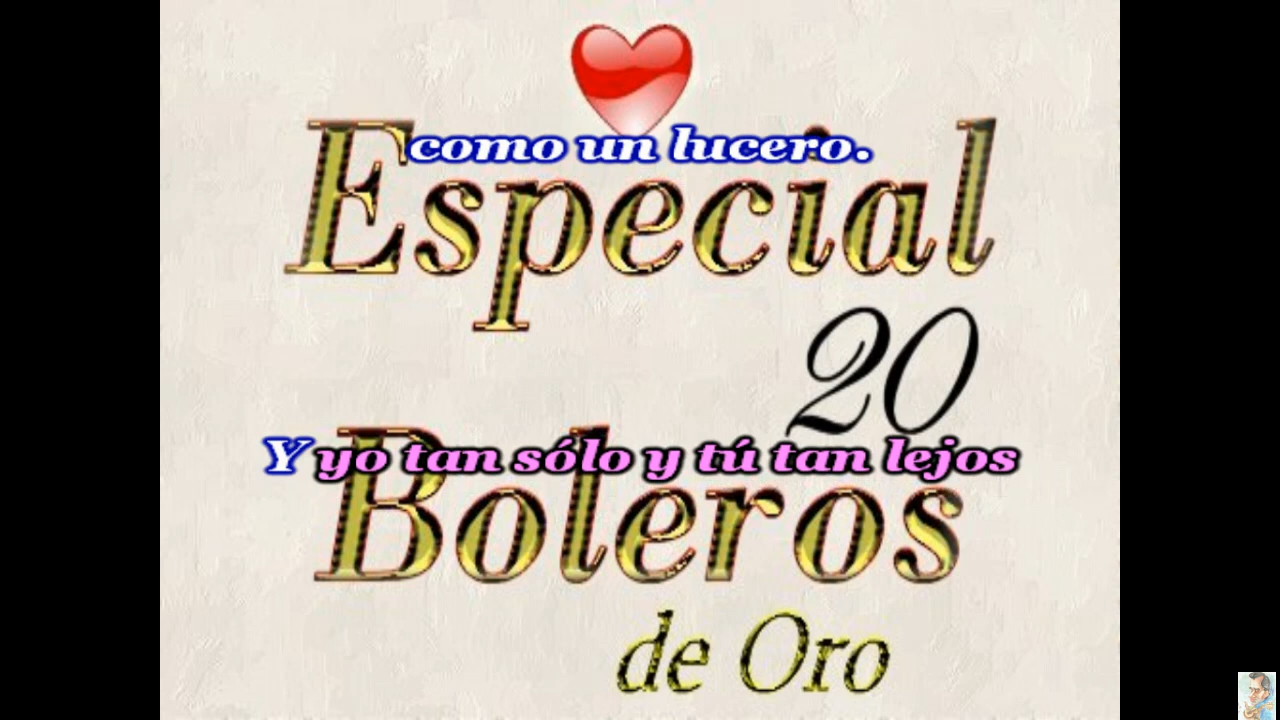 como un lucero.
Especial
20
Y yo tan sólo y tú tan lejos
Boleros
de Oro